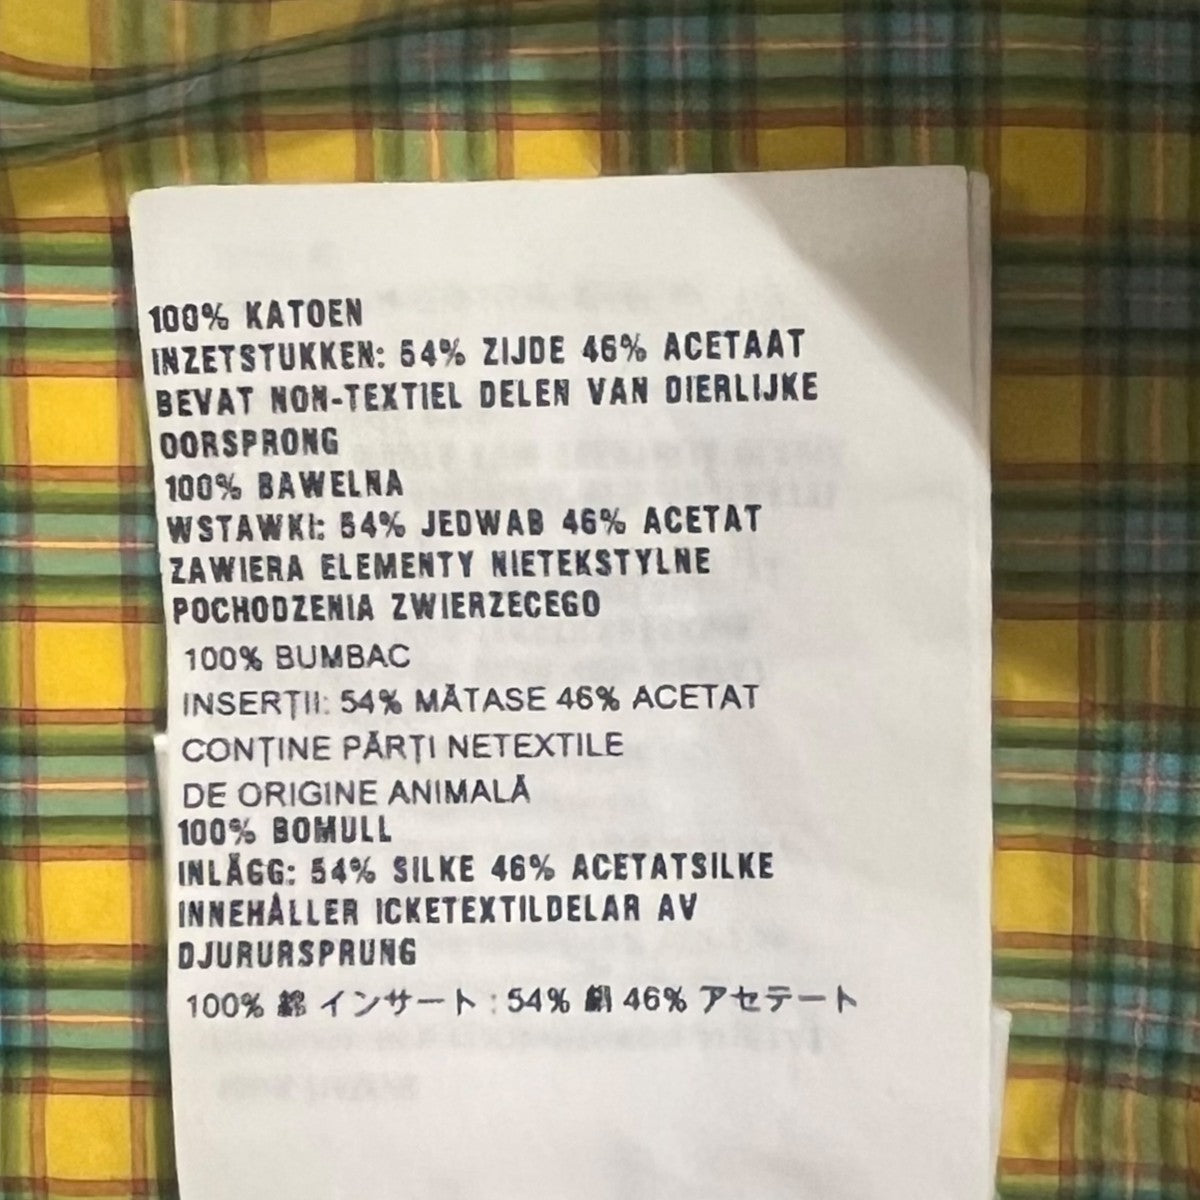 100% KATOEN
INZETSTUKKEN: 54% ZIJDE 46% ACETAAT
BEVAT NON-TEXTIEL DELEN VAN DIERLIJKE
OORSPRONG
100% BAWELNA
WSTAWKI: 54% JEDWAB 46% ACETAT
ZAWIERA ELEMENTY NIETEKSTYLNE
POCHODZENIA ZWIERZECEGO
100% BUMBAC
INSERȚII: 54% MĂTASE 46% ACETAT
CONȚINE PĂRȚI NETEXTILE
DE ORIGINE ANIMALĂ
100% BOMULL
INLÄGG: 54% SILKE 46% ACETATSILKE
INNEHÅLLER ICKETEXTILDELAR AV
DJURURSPRUNG
100% 綿 インサート : 54% 絹 46% アセテート